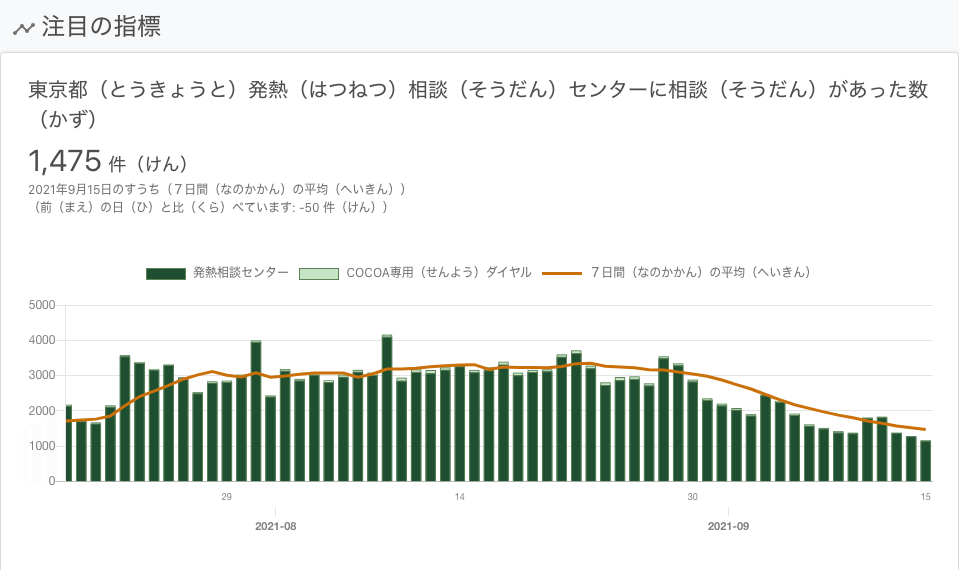 注目の指標
東京都（とうきょうと）発熱（はつねつ）相談（そうだん）センターに相談（そうだん）があった数
（かず）
1,475 件（けん）
2021年9月15日のすうち（７日間（なのかかん）の平均（へいきん））
（前（まえ）の日（ひ）と比（くら）べています: -50 件（けん））
発熱相談センター COCOA専用（せんよう）ダイヤル ７日間（なのかかん）の平均（へいきん）
5000
4000
3000
2000
1000
0
29 14 30 15
2021-08 2021-09